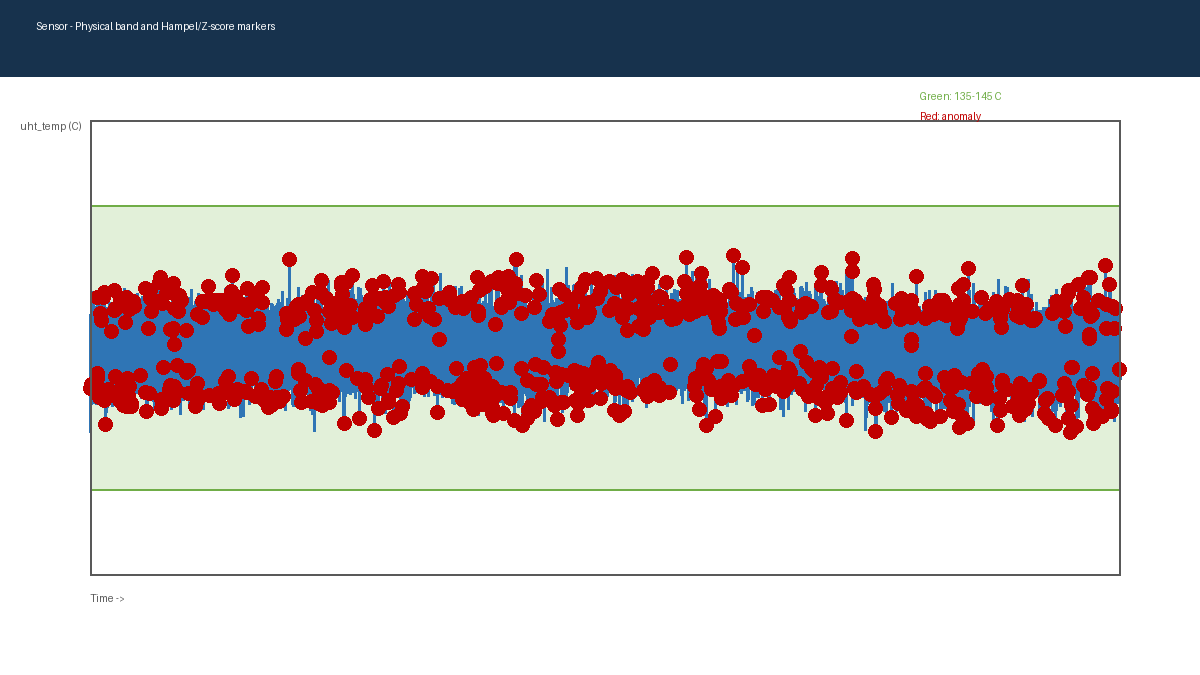 Sensor - Physical band and Hampel/Z-score markers
Green: 135-145 C
Red: anomaly
uht_temp (C)
Time ->